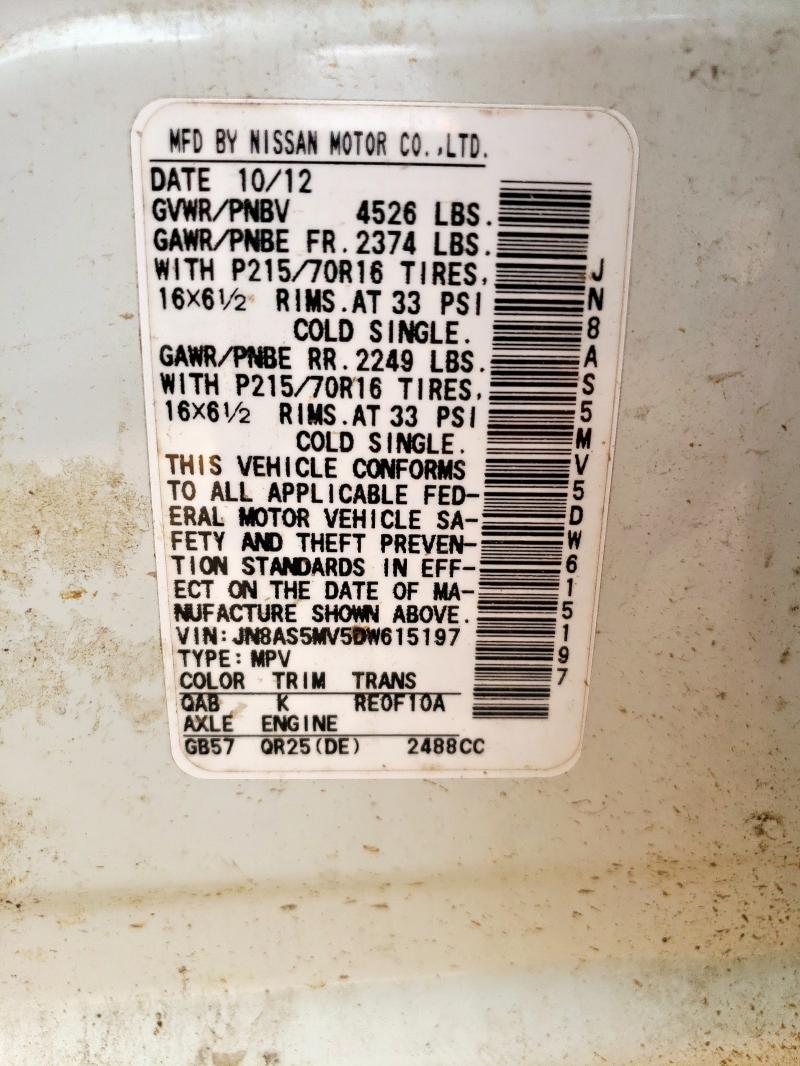 MFD BY NISSAN MOTOR CO.,LTD.
DATE 10/12
GVWR/PNBV 4526 LBS.
GAWR/PNBE FR.2374 LBS.
WITH P215/70R16 TIRES,
16X6½ RIMS.AT 33 PSI
COLD SINGLE.
GAWR/PNBE RR.2249 LBS.
WITH P215/70R16 TIRES,
16X6½ RIMS.AT 33 PSI
COLD SINGLE.
THIS VEHICLE CONFORMS
TO ALL APPLICABLE FED-
ERAL MOTOR VEHICLE SA-
FETY AND THEFT PREVEN-
TION STANDARDS IN EFF-
ECT ON THE DATE OF MA-
NUFACTURE SHOWN ABOVE.
VIN:JN8AS5MV5DW615197
TYPE:MPV
COLOR TRIM TRANS
QAB K RE0F10A
AXLE ENGINE
GB57 QR25(DE) 2488CC
JN8AS5MV5DW615197